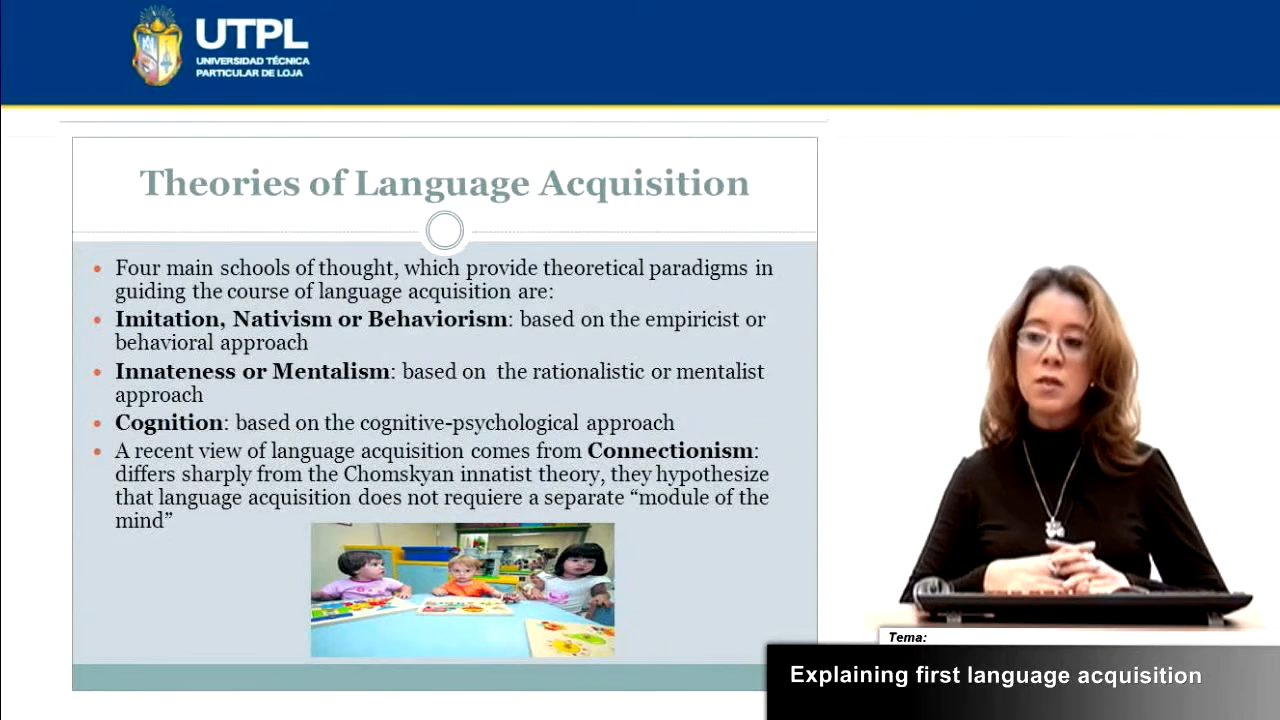 UTPL
UNIVERSIDAD TÉCNICA
PARTICULAR DE LOJA
Theories of Language Acquisition
Four main schools of thought, which provide theoretical paradigms in
guiding the course of language acquisition are:
Imitation, Nativism or Behaviorism: based on the empiricist or
behavioral approach
Innateness or Mentalism: based on the rationalistic or mentalist
approach
Cognition: based on the cognitive-psychological approach
A recent view of language acquisition comes from Connectionism:
differs sharply from the Chomskyan innatist theory, they hypothesize
that language acquisition does not requiere a separate “module of the
mind”
Tema:
Explaining first language acquisition